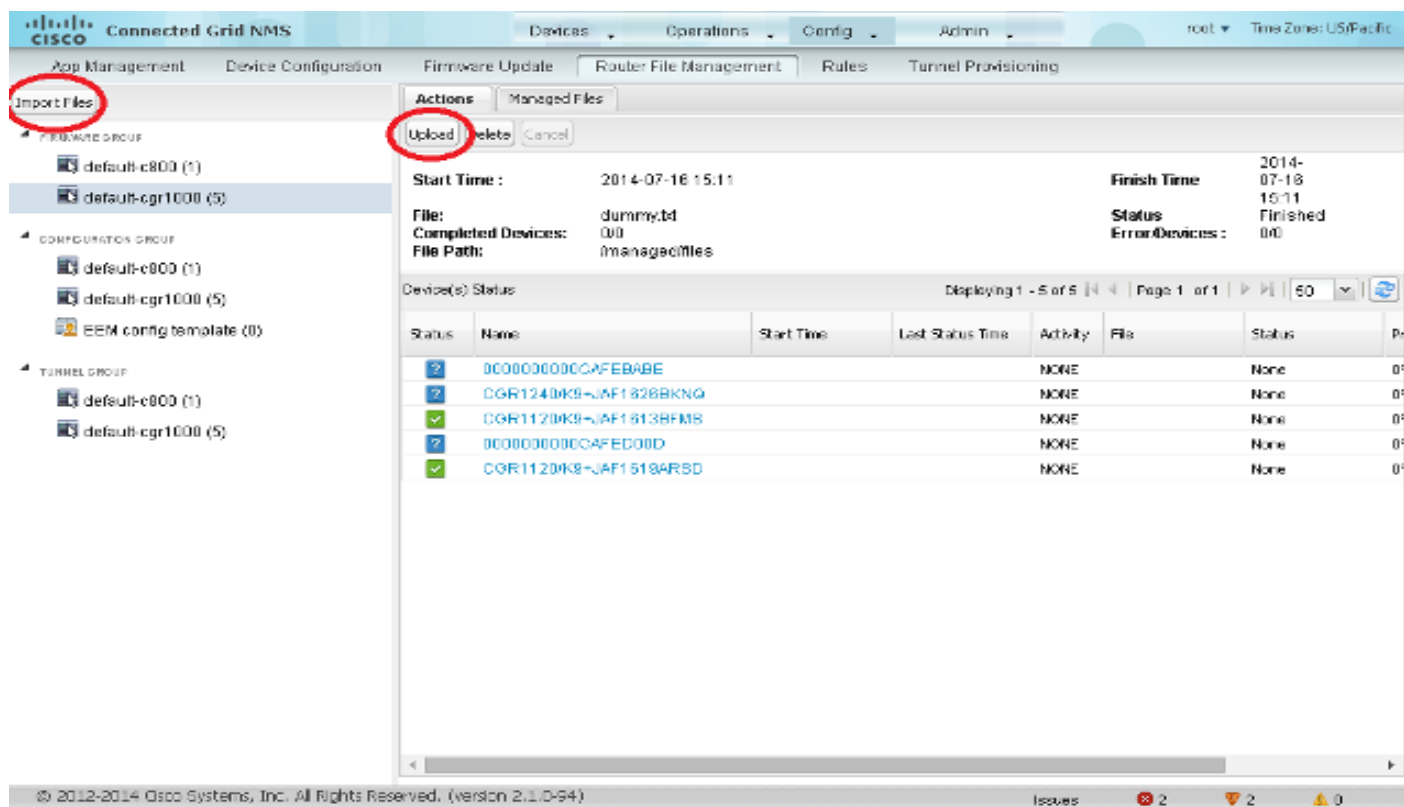 CISCO Connected Grid NMS
Devices Operations Config Admin root Time Zone: US/Pacific
App Management Device Configuration Firmware Update Router File Management Rules Tunnel Provisioning
Import Files
Actions Managed Files
Upload Delete Cancel
FIRMWARE GROUP
default-c800 (1)
default-cgr1000 (5)
CONFIGURATION GROUP
default-c800 (1)
default-cgr1000 (5)
EEM config template (0)
TUNNEL GROUP
default-c800 (1)
default-cgr1000 (5)
Start Time : 2014-07-16 15:11
Finish Time 2014-
07-16
15:11
File: dummy.txt
Status Finished
Completed Devices: 0/0
Error/Devices : 0/0
File Path: /managed/files
Device(s) Status
Displaying 1 - 5 of 5 | Page 1 of 1 | 50
Status Name Start Time Last Status Time Activity File Status
0000000000CAFEBABE NONE None
CGR1240/K9+JAF1626BKNQ NONE None
CGR1120/K9+JAF1613BFMS NONE None
0000000000CAFED00D NONE None
CGR1120/K9+JAF1619ARSD NONE None
© 2012-2014 Cisco Systems, Inc. All Rights Reserved. (version 2.1.0-94)
Issues 2 2 0